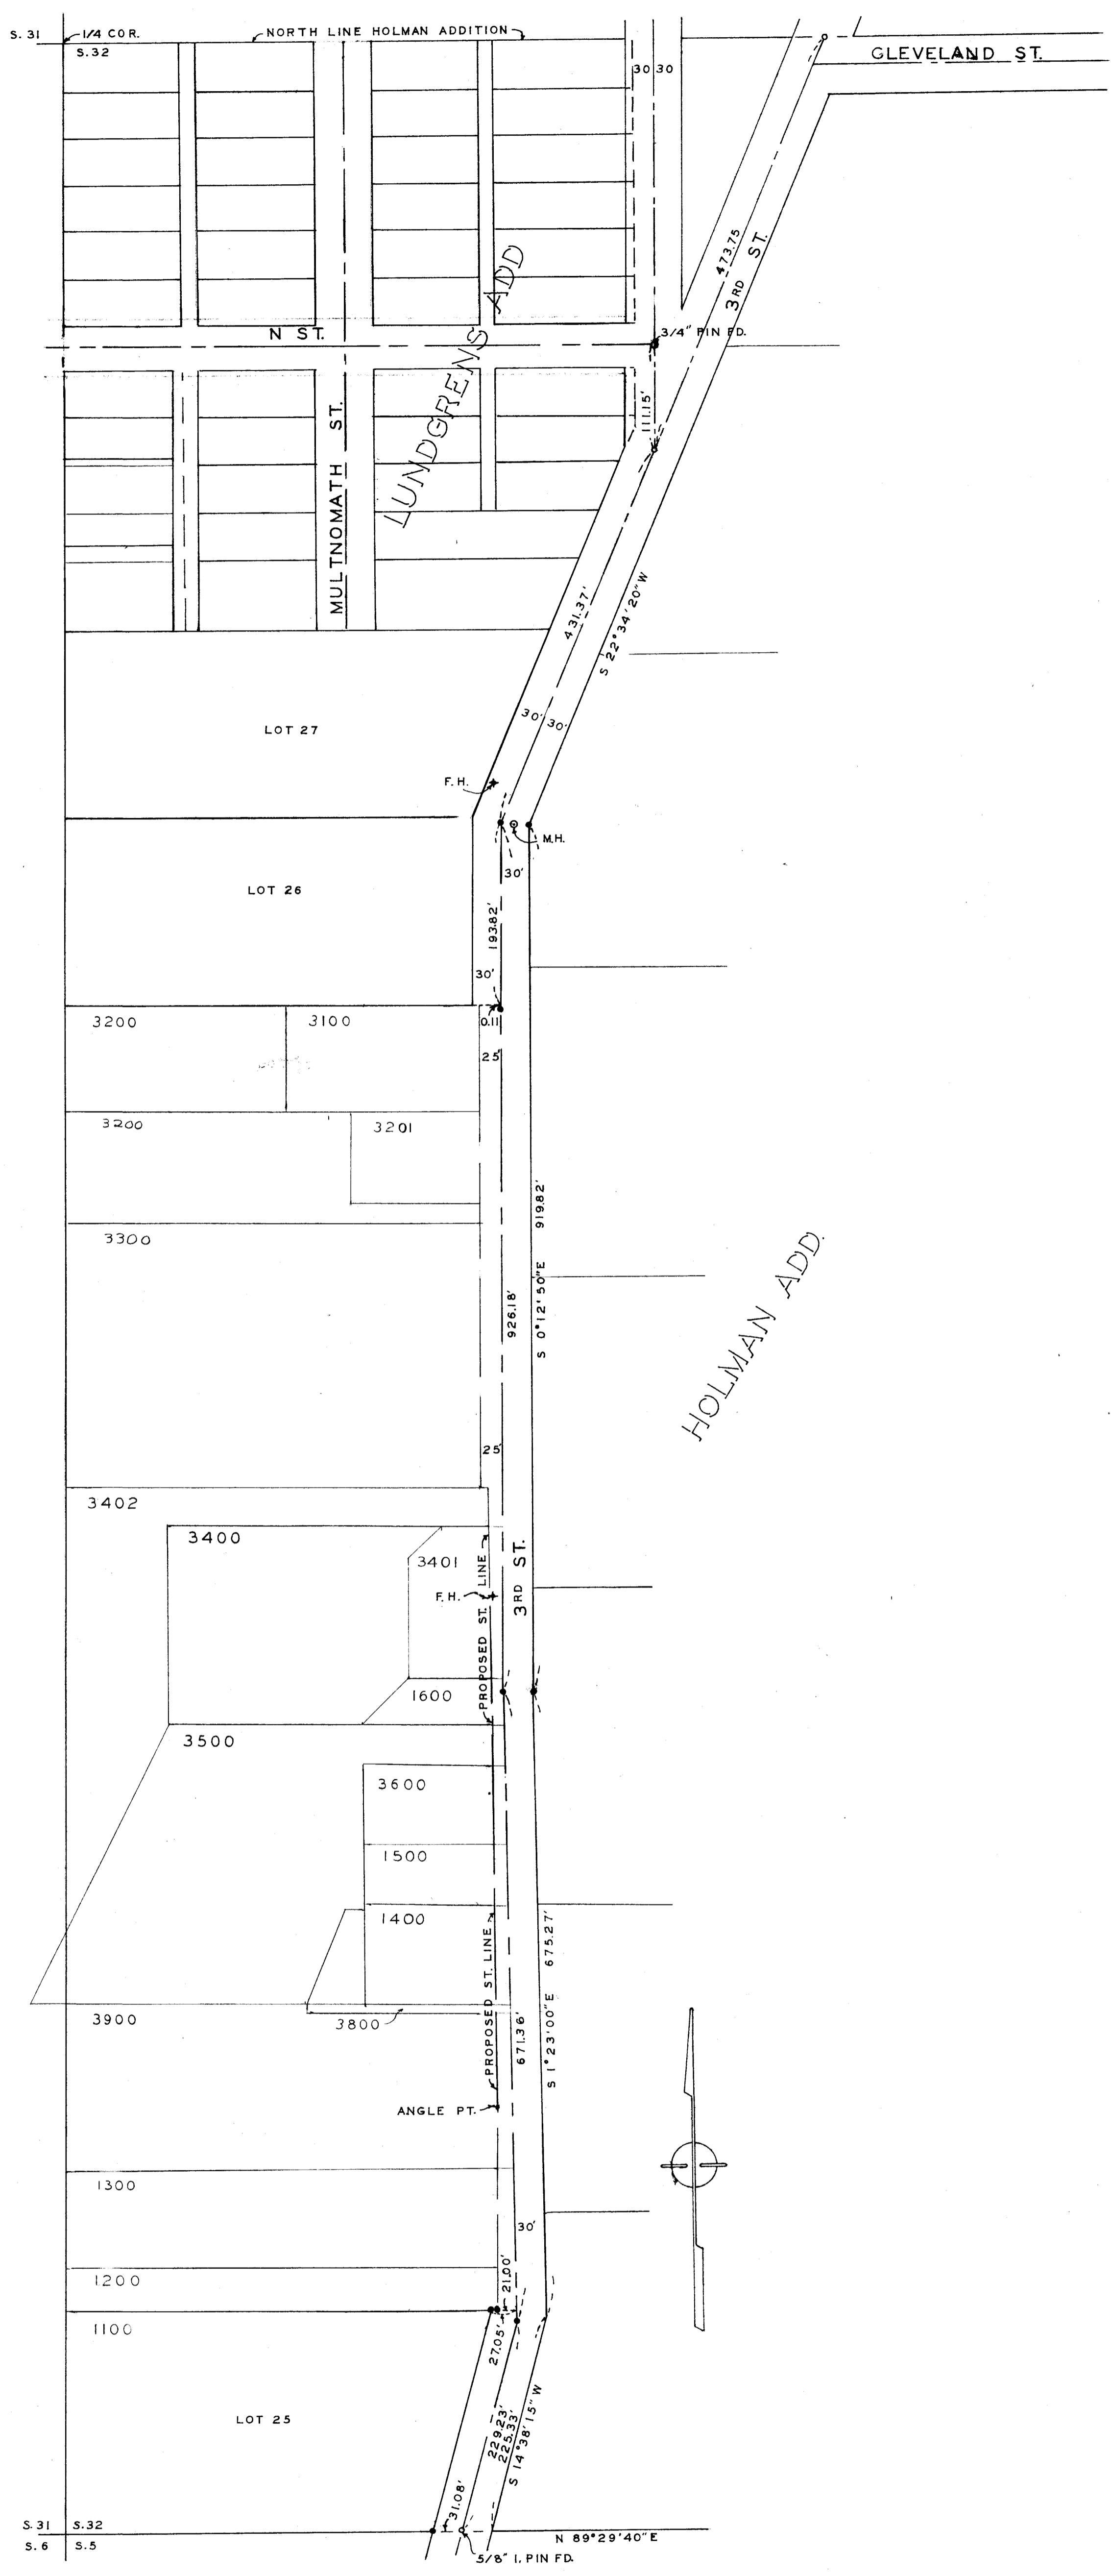 S. 31
1/4 COR.
NORTH LINE HOLMAN ADDITION
S. 32
GLEVELAND ST.
30 30
473.75
3RD ST.
N ST.
3/4" PIN FD.
LUNDGRENS ADD
111.15'
MULTNOMATH ST.
431.37'
S 22° 34' 20" W
LOT 27
30' 30'
F. H.
M.H.
30'
LOT 26
193.82'
30'
0.11
3200
3100
25'
3200
3201
919.82'
3300
HOLMAN ADD.
926.18'
S 0° 12' 50" E
25'
3402
3400
3401
PROPOSED ST. LINE
3RD ST.
F. H.
1600
3500
3600
1500
1400
675.27'
PROPOSED ST. LINE
3900
3800
671.36'
S 1° 23' 00" E
ANGLE PT.
1300
30'
1200
21.00'
1100
27.05'
LOT 25
229.23'
225.33'
S 14° 38' 15" W
31.08'
S. 31
S.32
S. 6
S.5
N 89° 29' 40" E
5/8" I. PIN FD.